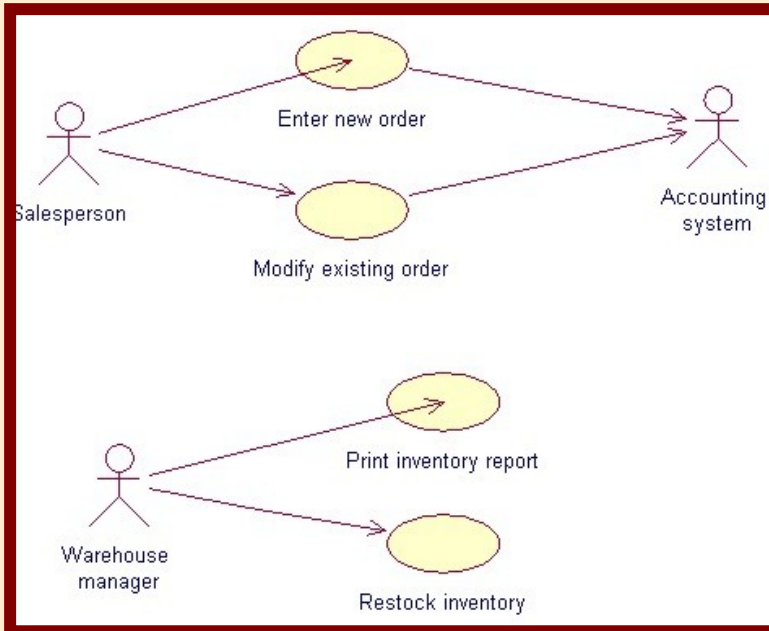 Enter new order
Salesperson
Accounting
system
Modify existing order
Print inventory report
Warehouse
manager
Restock inventory